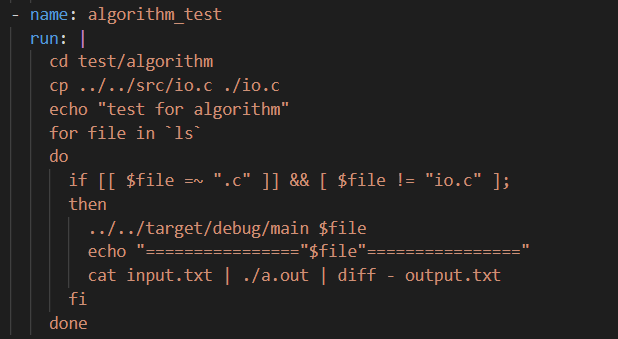 - name: algorithm_test
run: |
cd test/algorithm
cp ../../src/io.c ./io.c
echo "test for algorithm"
for file in `ls`
do
if [[ $file =~ ".c" ]] && [ $file != "io.c" ];
then
../../target/debug/main $file
echo "================"$file"================"
cat input.txt | ./a.out | diff - output.txt
fi
done